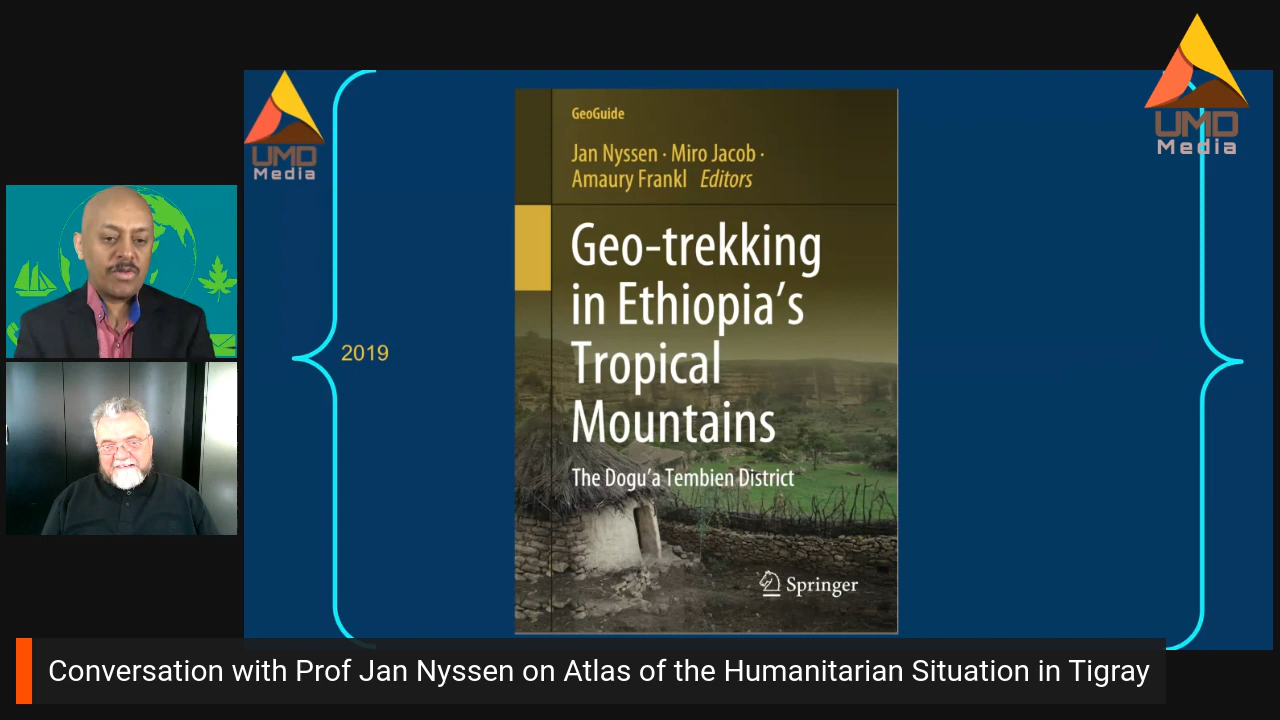 UMD
Media
UMD
Media
GeoGuide
Jan Nyssen · Miro Jacob ·
Amaury Frankl Editors
Geo-trekking
in Ethiopia's
Tropical
Mountains
The Dogu'a Tembien District
Springer
2019
Conversation with Prof Jan Nyssen on Atlas of the Humanitarian Situation in Tigray